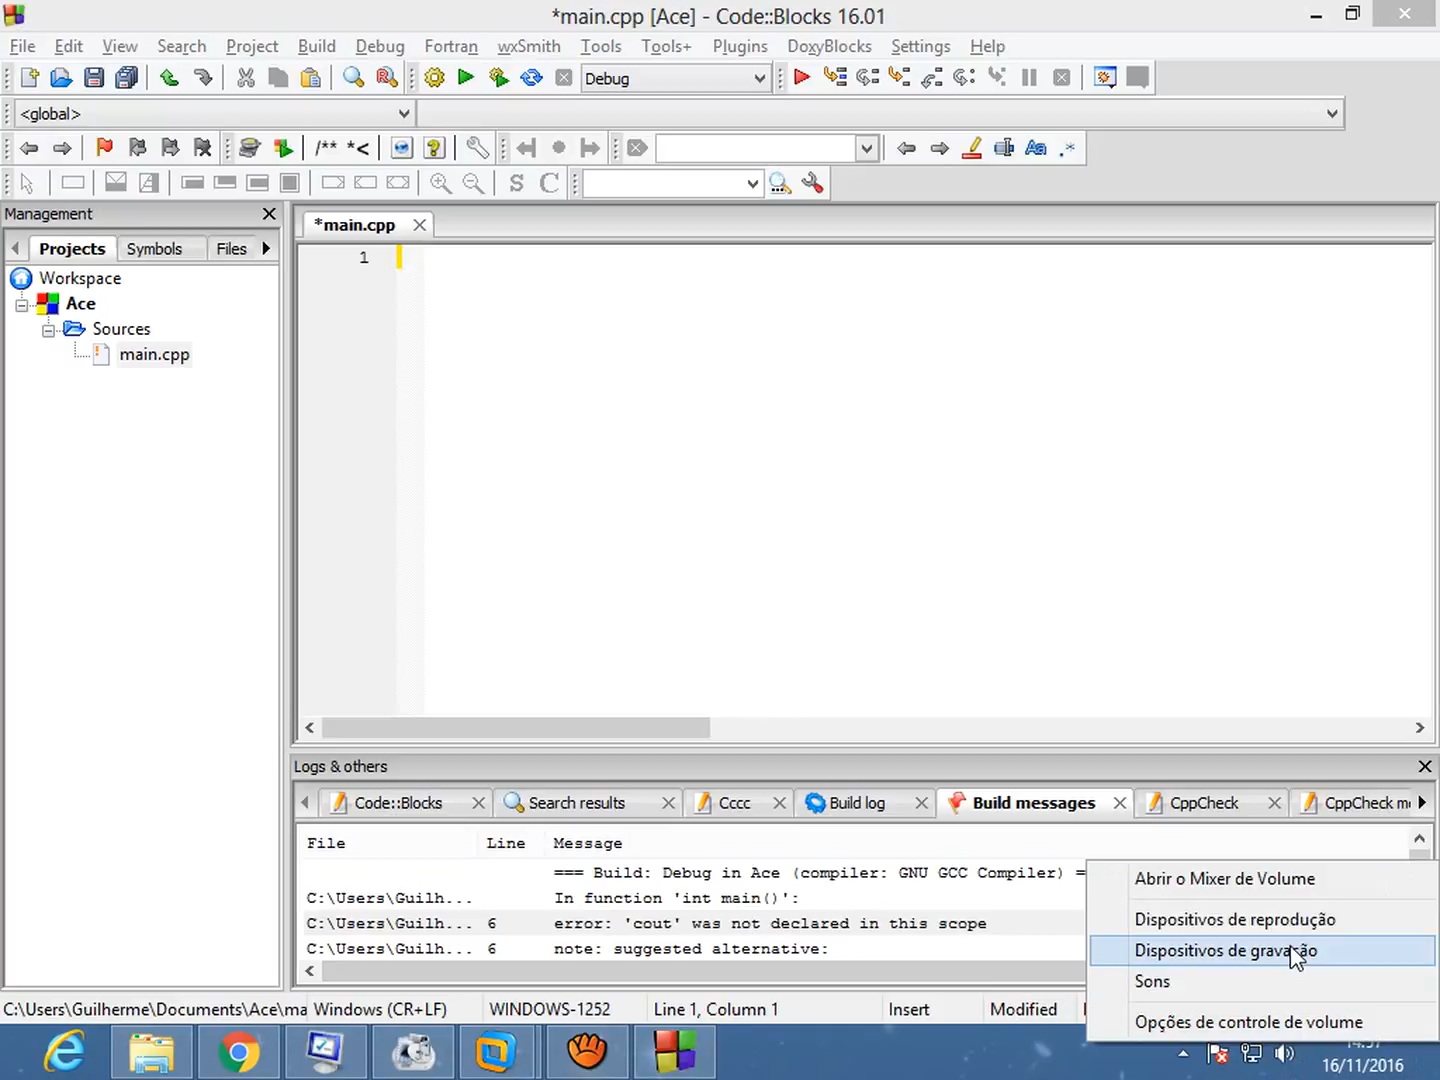 *main.cpp [Ace] - Code::Blocks 16.01
File Edit View Search Project Build Debug Fortran wxSmith Tools Tools+ Plugins DoxyBlocks Settings Help
Debug
<global>
/** *<
S C
Management
*main.cpp
Projects Symbols Files
1
Workspace
Ace
Sources
main.cpp
Logs & others
Code::Blocks Search results Cccc Build log Build messages CppCheck CppCheck me
File Line Message
=== Build: Debug in Ace (compiler: GNU GCC Compiler) =
C:\Users\Guilh... In function 'int main()':
C:\Users\Guilh... 6 error: 'cout' was not declared in this scope
C:\Users\Guilh... 6 note: suggested alternative:
Abrir o Mixer de Volume
Dispositivos de reprodução
Dispositivos de gravação
Sons
Opções de controle de volume
C:\Users\Guilherme\Documents\Ace\ma Windows (CR+LF) WINDOWS-1252 Line 1, Column 1 Insert Modified
16/11/2016